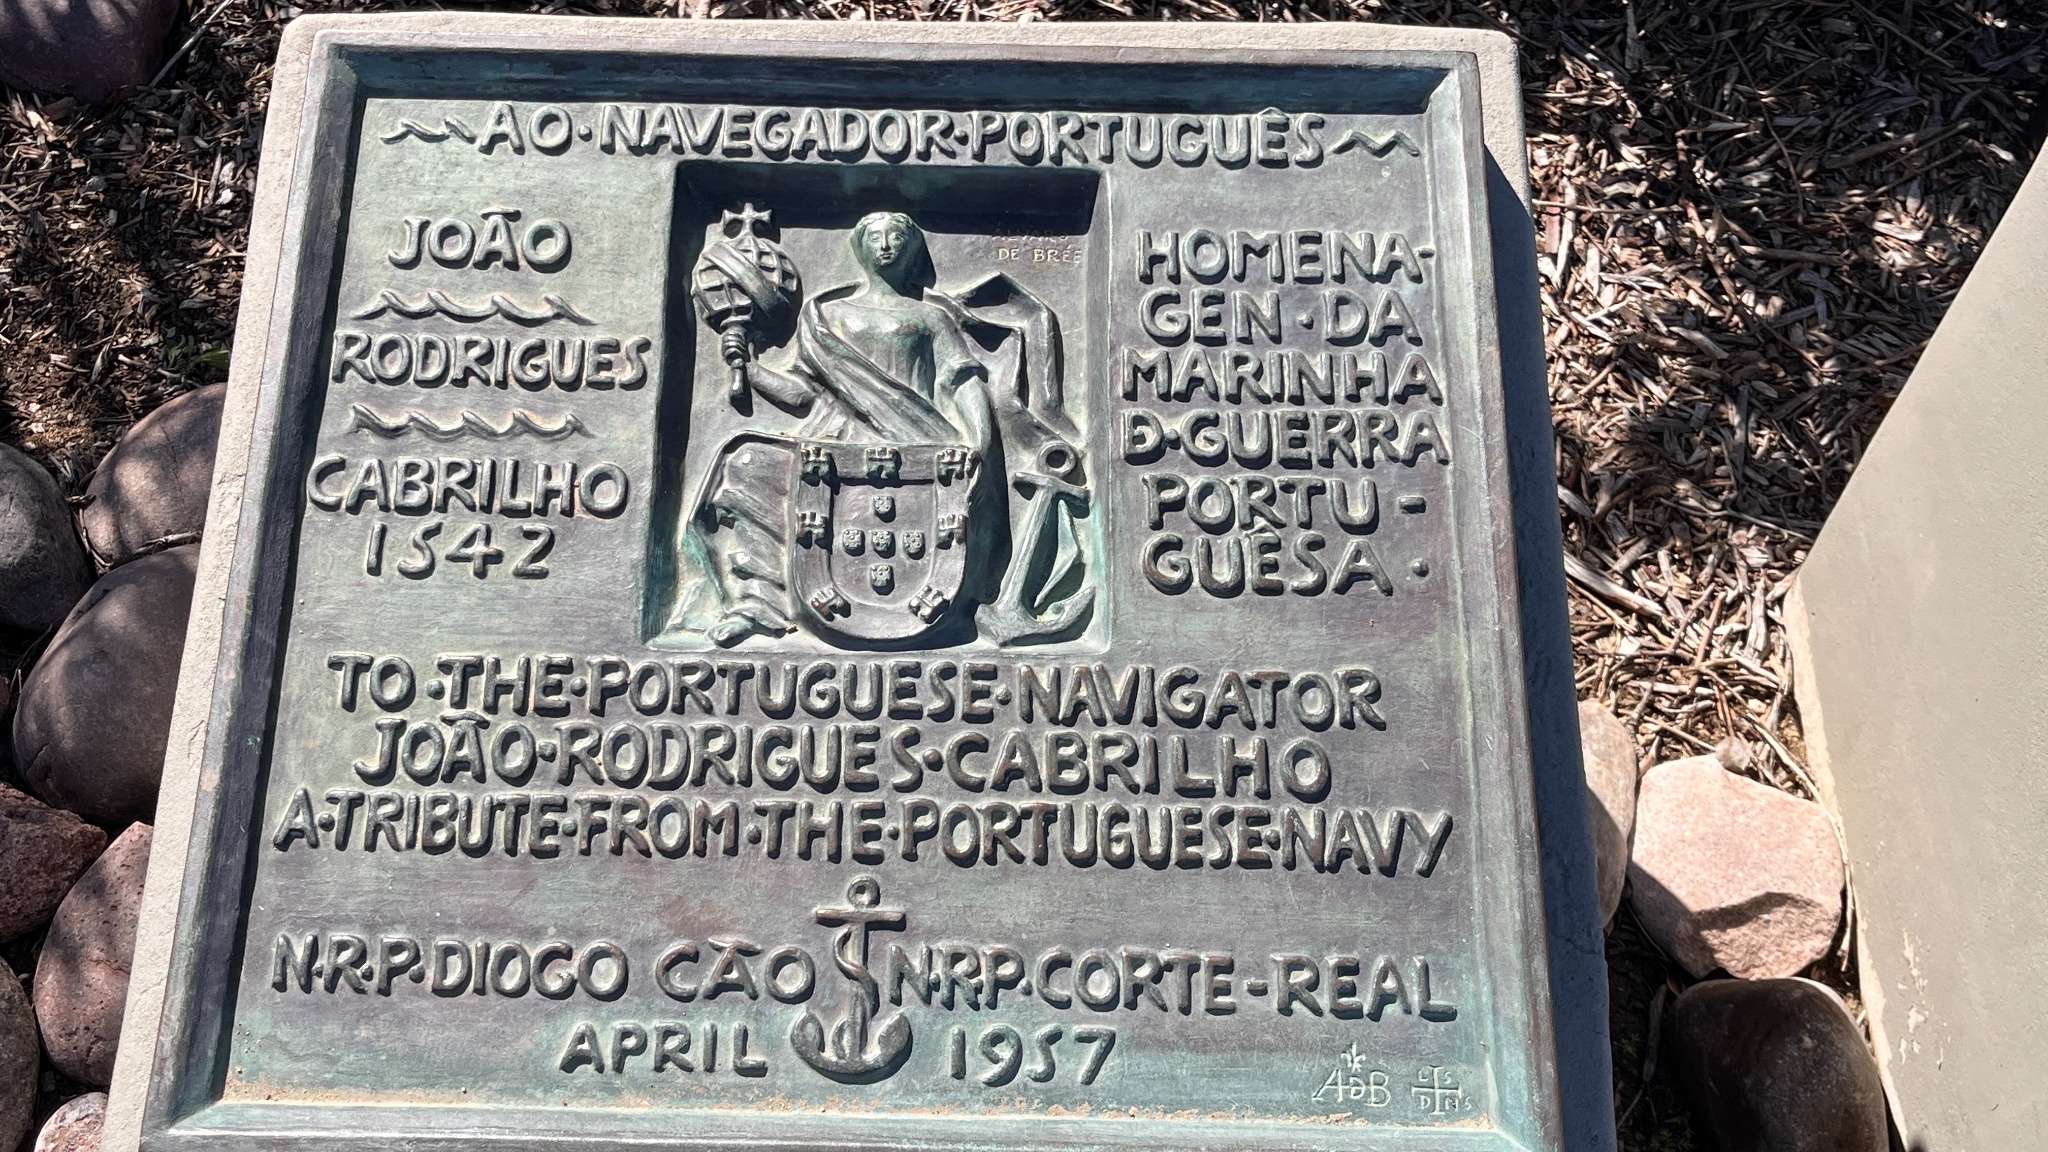 AO·NAVEGADOR·PORTUGUÊS
JOÃO
RODRIGUES
CABRILHO
1542
ALVARO
DE BRÉE
HOMENA-
GEN·DA
MARINHA
D·GUERRA
PORTU-
GUÊSA.
TO·THE·PORTUGUESE·NAVIGATOR
JOÃO·RODRIGUES·CABRILHO
A·TRIBUTE·FROM·THE·PORTUGUESE·NAVY
N·R·P·DIOGO CÃO N·R·P·CORTE-REAL
APRIL 1957
ADB